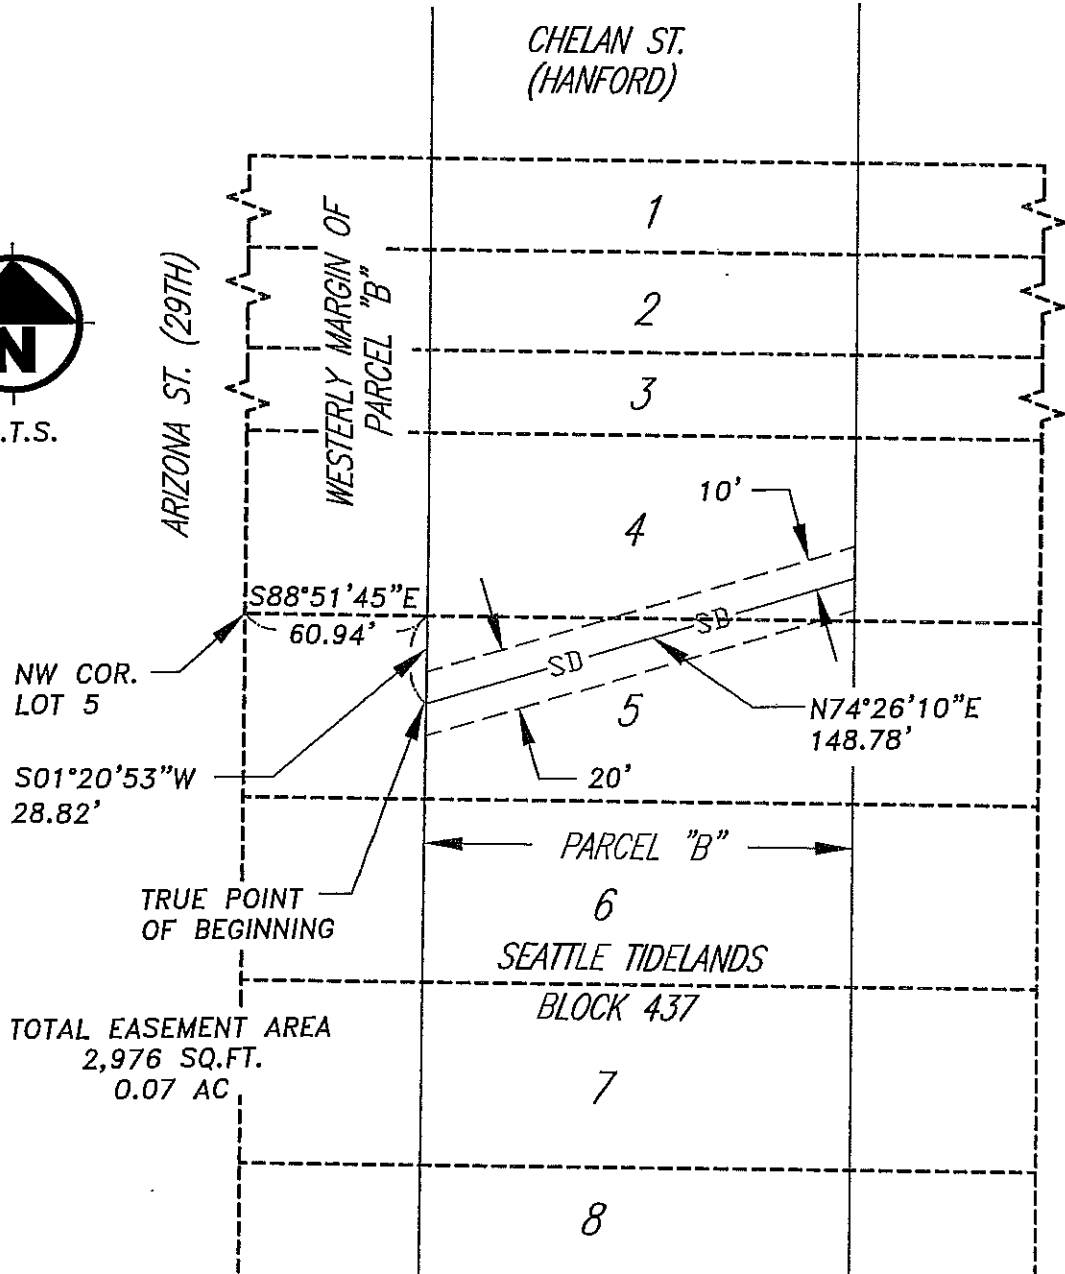 CHELAN ST.
(HANFORD)
N
.T.S.
ARIZONA ST. (29TH)
WESTERLY MARGIN OF
PARCEL "B"
1
2
3
4
10'
S88°51'45"E
60.94'
NW COR.
LOT 5
SD
SD
5
N74°26'10"E
148.78'
S01°20'53"W
28.82'
20'
PARCEL "B"
TRUE POINT
OF BEGINNING
6
SEATTLE TIDELANDS
BLOCK 437
TOTAL EASEMENT AREA
2,976 SQ.FT.
0.07 AC
7
8